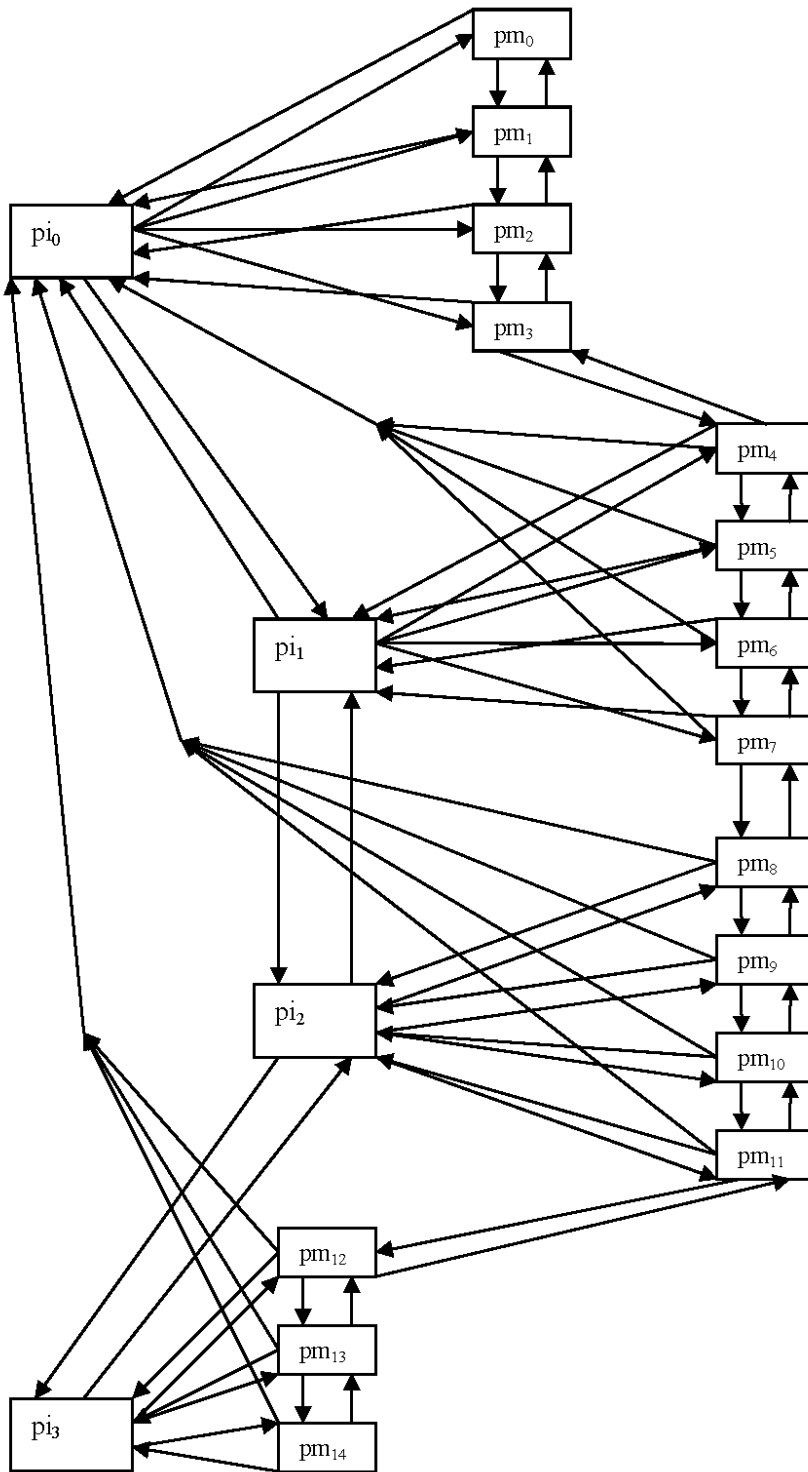 pm₀
pm₁
pi₀
pm₂
pm₃
pm₄
pm₅
pi₁
pm₆
pm₇
pm₈
pm₉
pi₂
pm₁₀
pm₁₁
pm₁₂
pm₁₃
pi₃
pm₁₄